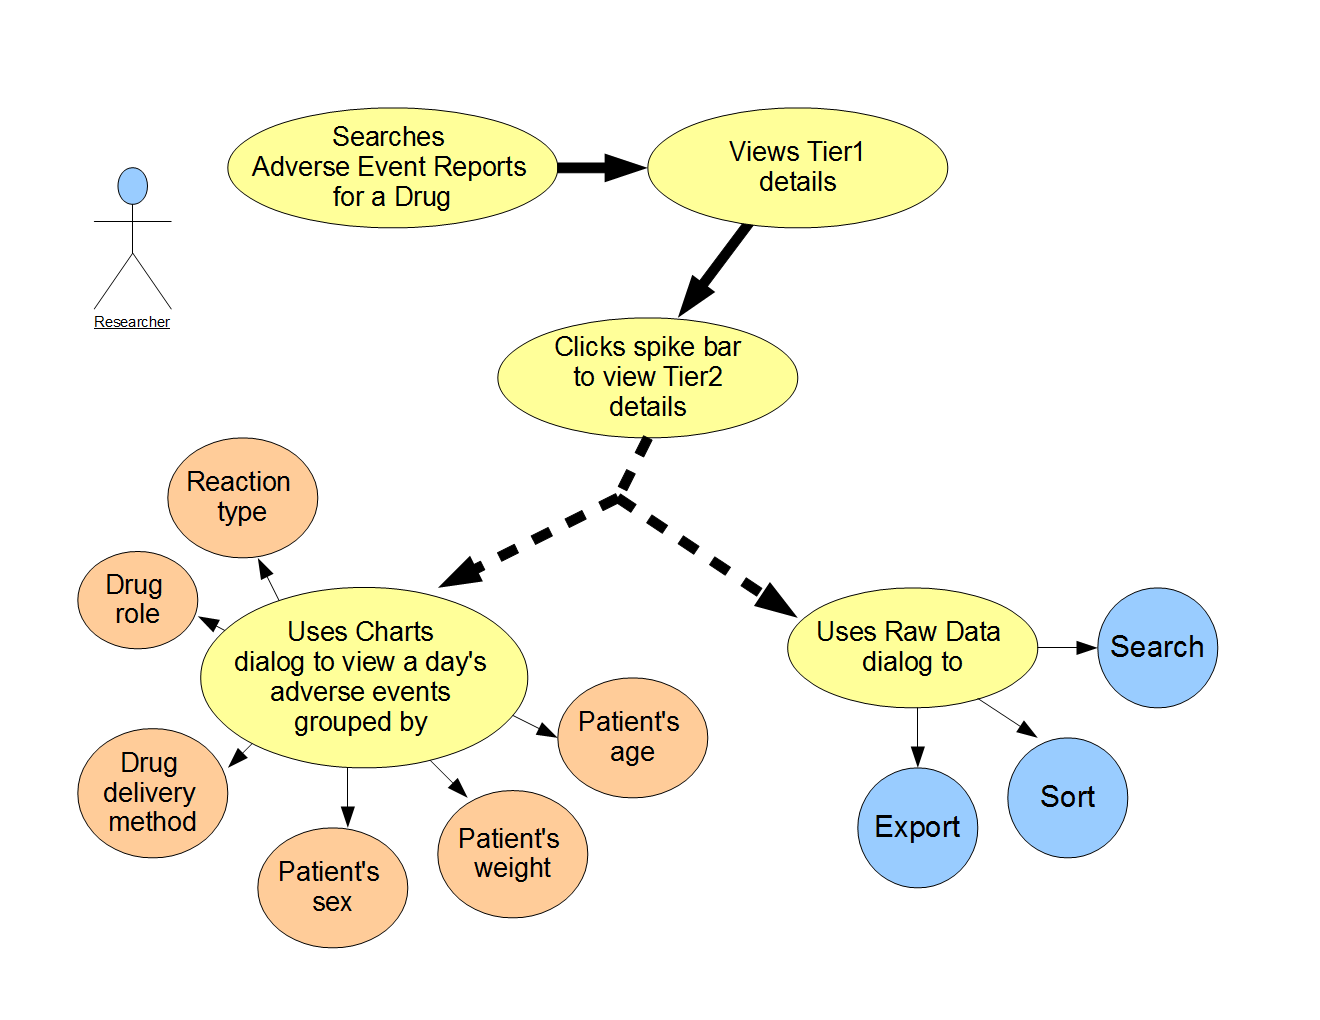 Searches
Adverse Event Reports
for a Drug
Views Tier1
details
Researcher
Clicks spike bar
to view Tier2
details
Reaction
type
Drug
role
Uses Charts
dialog to view a day's
adverse events
grouped by
Uses Raw Data
dialog to
Search
Patient's
age
Drug
delivery
method
Sort
Export
Patient's
weight
Patient's
sex